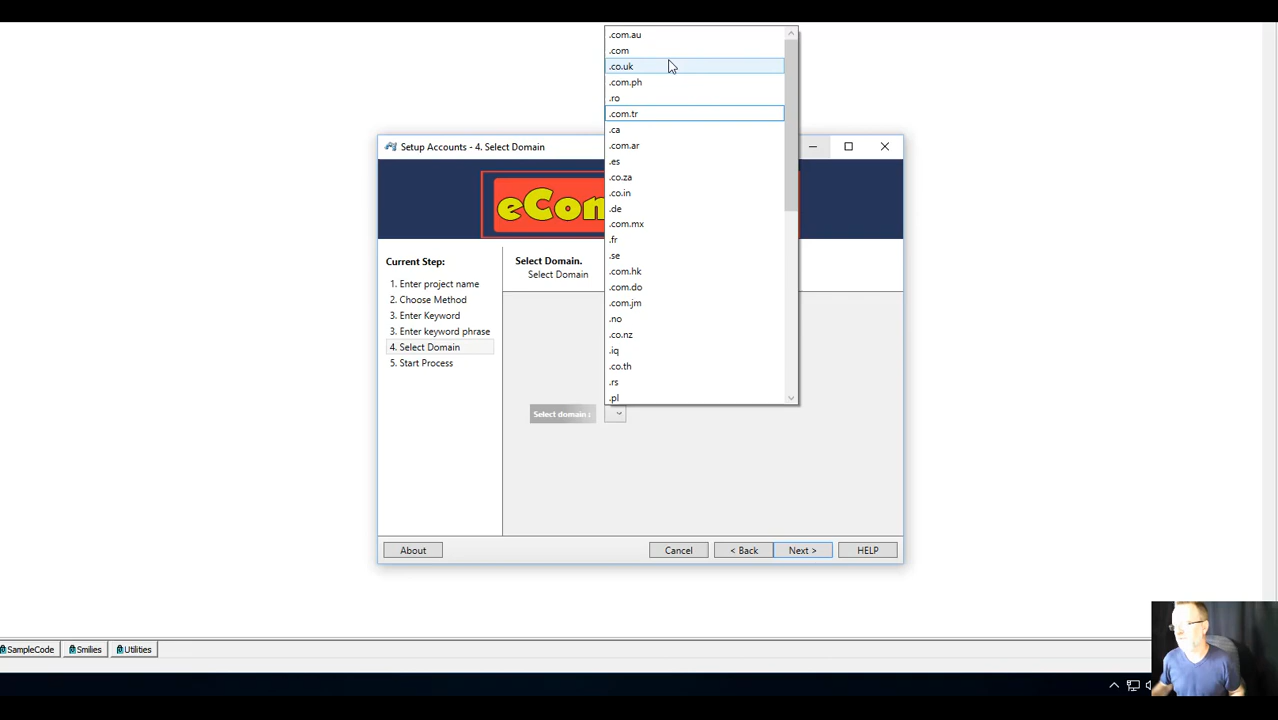 .com.au
.com
.co.uk
.com.ph
.ro
.com.tr
.ca
.com.ar
.es
.co.za
.co.in
.de
.com.mx
.fr
.se
.com.hk
.com.do
.com.jm
.no
.co.nz
.iq
.co.th
.rs
.pl
Setup Accounts - 4. Select Domain
eCom
Current Step:
1. Enter project name
2. Choose Method
3. Enter Keyword
3. Enter keyword phrase
4. Select Domain
5. Start Process
Select Domain.
Select Domain
Select domain :
About
Cancel
< Back
Next >
HELP
SampleCode
Smilies
Utilities